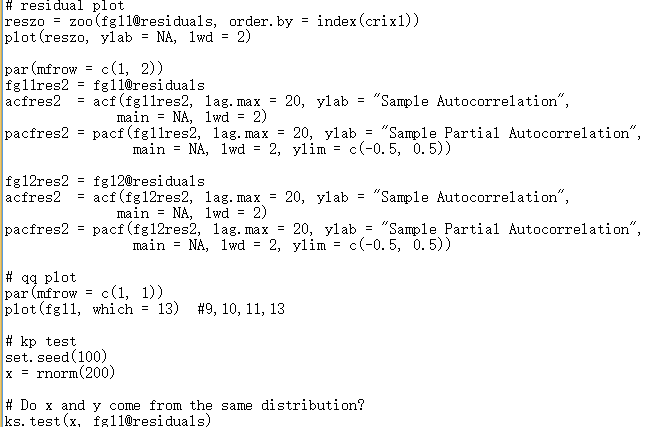 # residual plot
reszo = zoo(fg11@residuals, order.by = index(crix1))
plot(reszo, ylab = NA, lwd = 2)

par(mfrow = c(1, 2))
fg11res2 = fg11@residuals
acfres2  = acf(fg11res2, lag.max = 20, ylab = "Sample Autocorrelation",
               main = NA, lwd = 2)
pacfres2 = pacf(fg11res2, lag.max = 20, ylab = "Sample Partial Autocorrelation",
                 main = NA, lwd = 2, ylim = c(-0.5, 0.5))

fg12res2 = fg12@residuals
acfres2  = acf(fg12res2, lag.max = 20, ylab = "Sample Autocorrelation",
               main = NA, lwd = 2)
pacfres2 = pacf(fg12res2, lag.max = 20, ylab = "Sample Partial Autocorrelation",
                 main = NA, lwd = 2, ylim = c(-0.5, 0.5))

# qq plot
par(mfrow = c(1, 1))
plot(fg11, which = 13)  #9,10,11,13

# kp test
set.seed(100)
x = rnorm(200)

# Do x and y come from the same distribution?
ks.test(x, fg11@residuals)